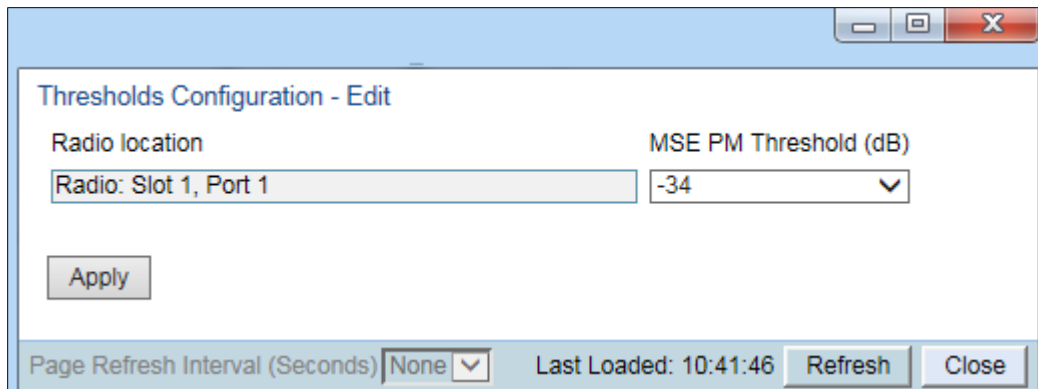 Thresholds Configuration - Edit
Radio location MSE PM Threshold (dB)
Radio: Slot 1, Port 1 -34
Apply
Page Refresh Interval (Seconds) None Last Loaded: 10:41:46 Refresh Close